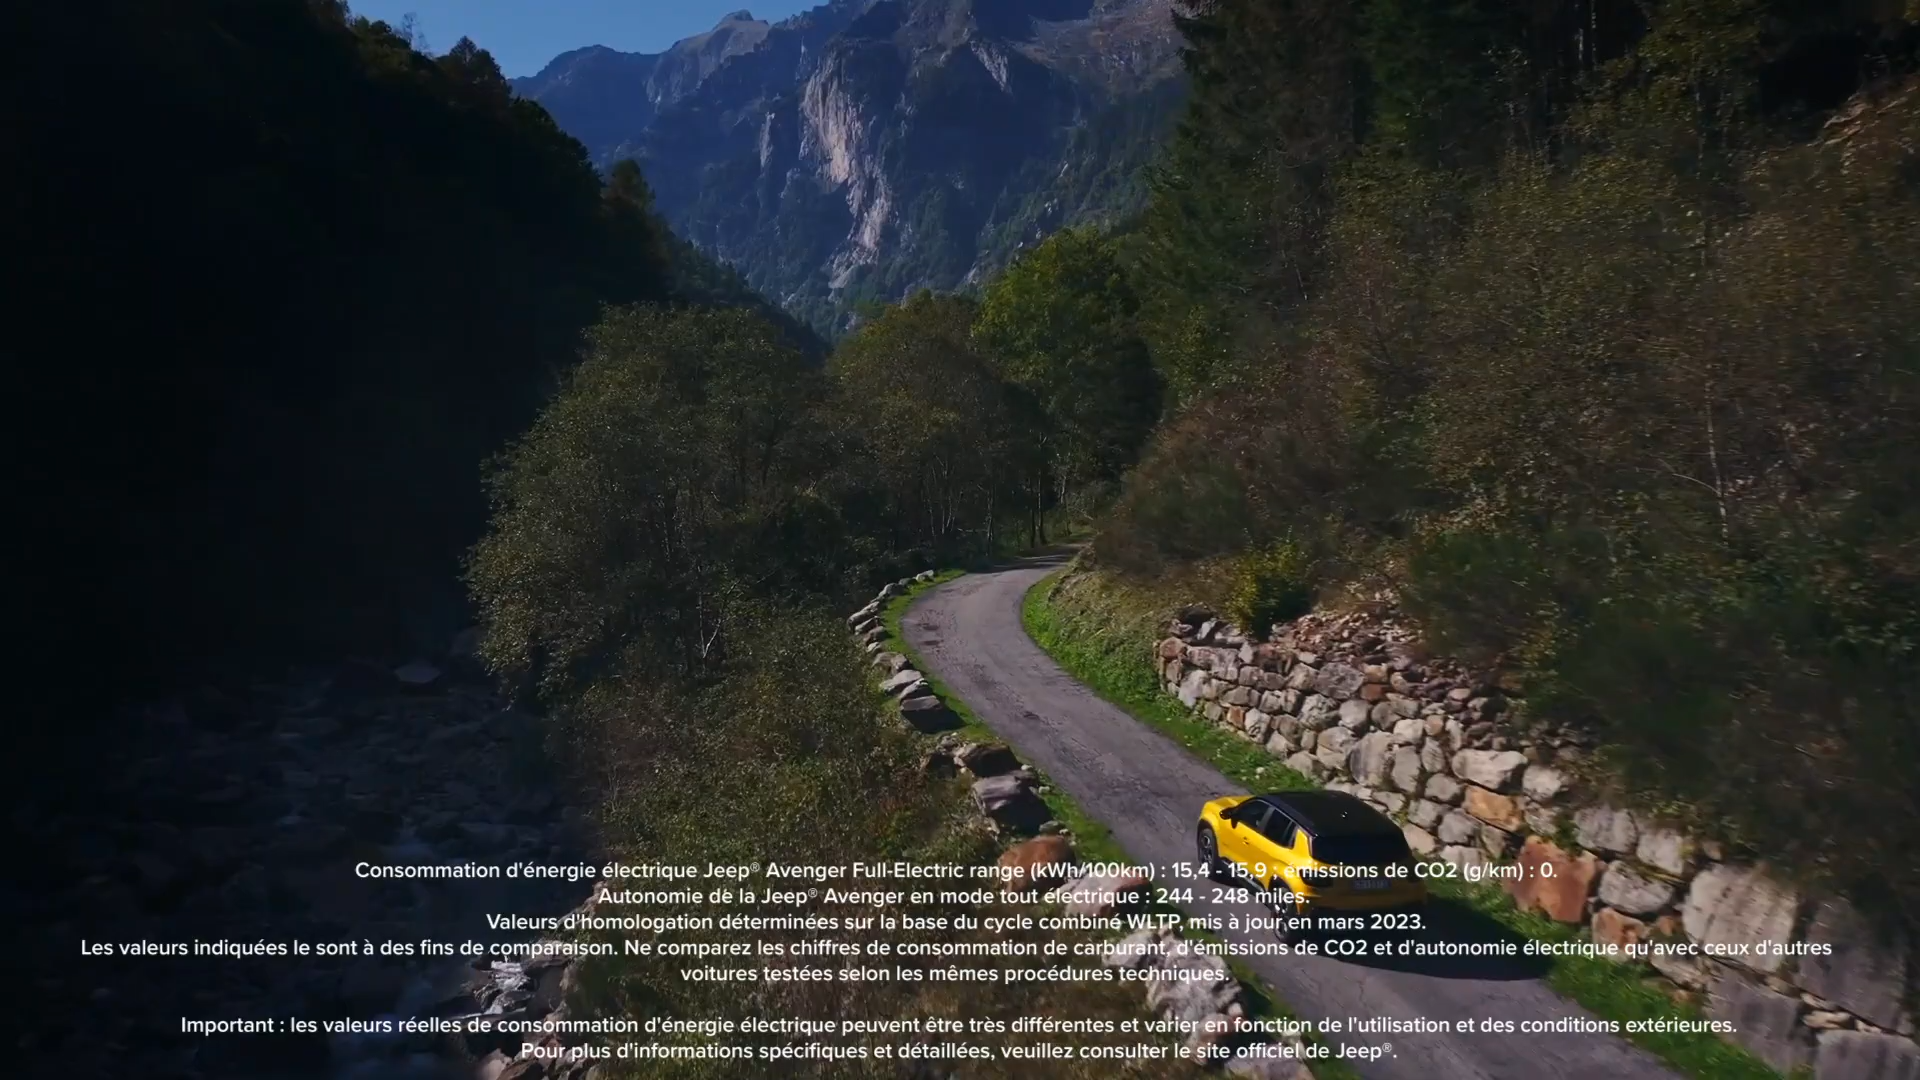 Consommation d'énergie électrique Jeep® Avenger Full-Electric range (kWh/100km) : 15,4 - 15,9 ; émissions de CO2 (g/km) : 0.
Autonomie de la Jeep® Avenger en mode tout électrique : 244 - 248 miles.
Valeurs d'homologation déterminées sur la base du cycle combiné WLTP, mis à jour en mars 2023.
Les valeurs indiquées le sont à des fins de comparaison. Ne comparez les chiffres de consommation de carburant, d'émissions de CO2 et d'autonomie électrique qu'avec ceux d'autres
voitures testées selon les mêmes procédures techniques.
Important : les valeurs réelles de consommation d'énergie électrique peuvent être très différentes et varier en fonction de l'utilisation et des conditions extérieures.
Pour plus d'informations spécifiques et détaillées, veuillez consulter le site officiel de Jeep®.